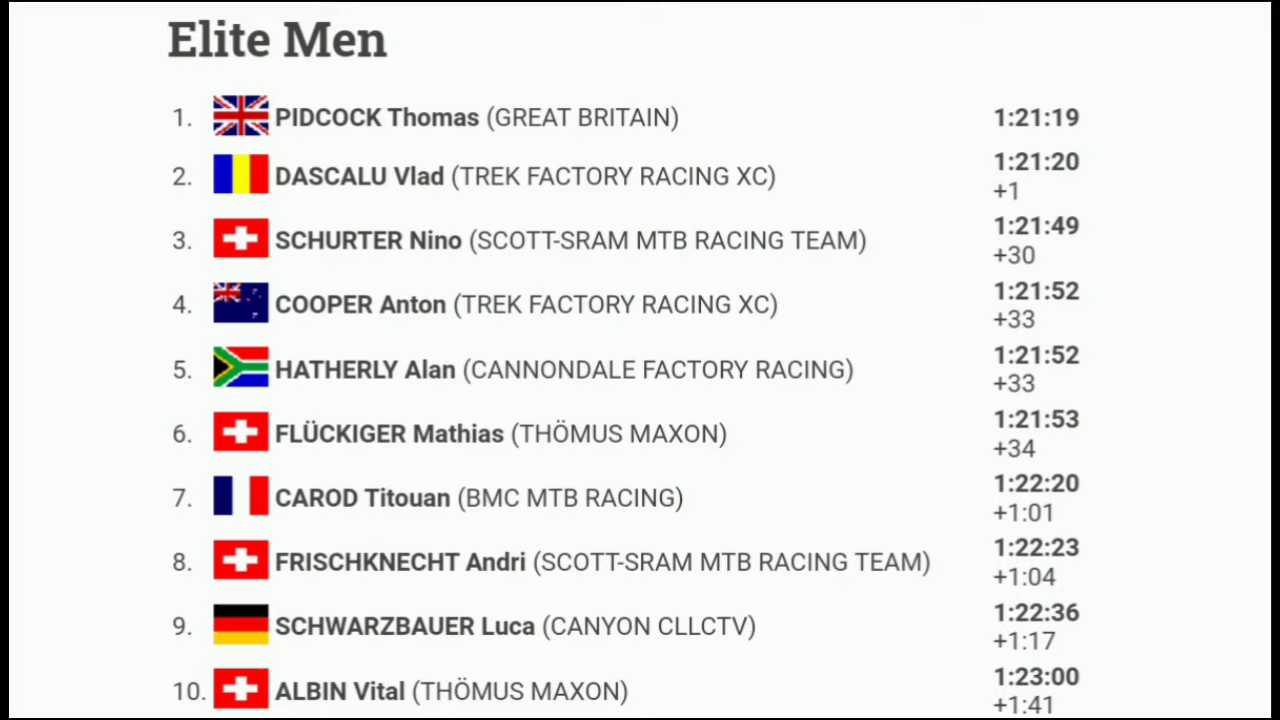 Elite Men
1. PIDCOCK Thomas (GREAT BRITAIN) 1:21:19
2. DASCALU Vlad (TREK FACTORY RACING XC) 1:21:20
+1
3. SCHURTER Nino (SCOTT-SRAM MTB RACING TEAM) 1:21:49
+30
4. COOPER Anton (TREK FACTORY RACING XC) 1:21:52
+33
5. HATHERLY Alan (CANNONDALE FACTORY RACING) 1:21:52
+33
6. FLÜCKIGER Mathias (THÖMUS MAXON) 1:21:53
+34
7. CAROD Titouan (BMC MTB RACING) 1:22:20
+1:01
8. FRISCHKNECHT Andri (SCOTT-SRAM MTB RACING TEAM) 1:22:23
+1:04
9. SCHWARZBAUER Luca (CANYON CLLCTV) 1:22:36
+1:17
10. ALBIN Vital (THÖMUS MAXON) 1:23:00
+1:41